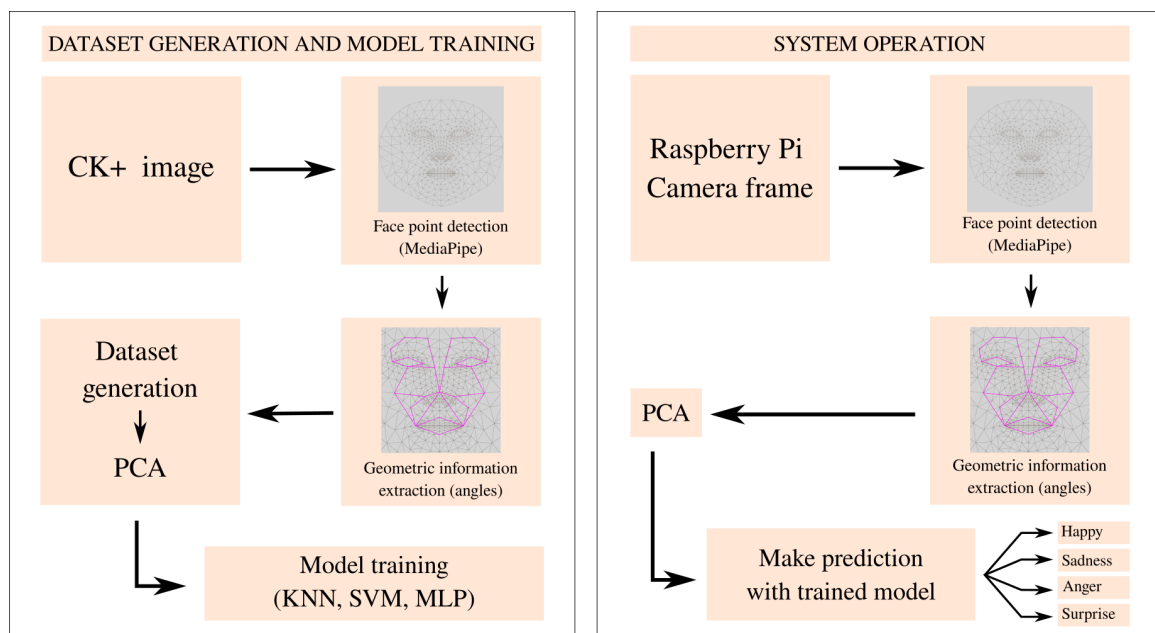 DATASET GENERATION AND MODEL TRAINING
CK+ image
Face point detection
(MediaPipe)
Dataset
generation
PCA
Geometric information
extraction (angles)
Model training
(KNN, SVM, MLP)
SYSTEM OPERATION
Raspberry Pi
Camera frame
Face point detection
(MediaPipe)
PCA
Geometric information
extraction (angles)
Make prediction
with trained model
Happy
Sadness
Anger
Surprise